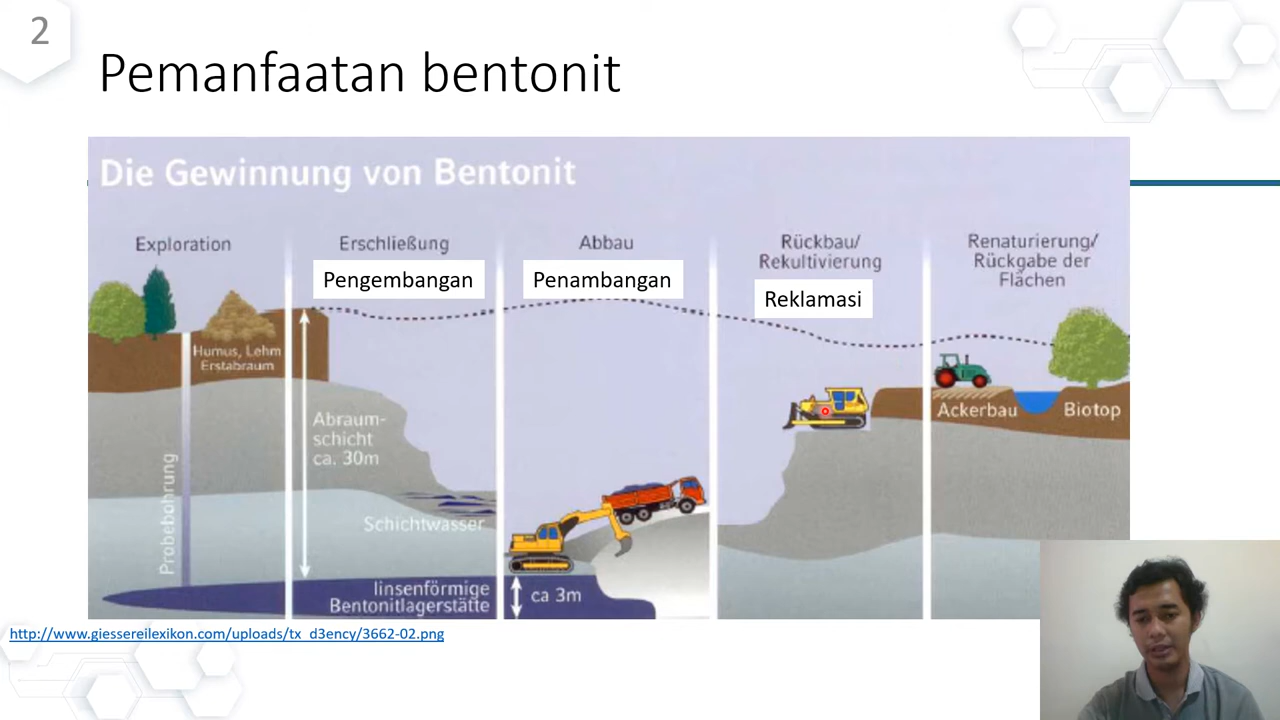 2
Pemanfaatan bentonit
Die Gewinnung von Bentonit
Exploration
Erschließung
Pengembangan
Abbau
Penambangan
Rückbau/
Rekultivierung
Reklamasi
Renaturierung/
Rückgabe der
Flächen
Humus, Lehm
Erstabraum
Probebohrung
Abraum-
schicht
ca. 30m
Schichtwasser
linsenförmige
Bentonitlagerstätte
ca 3m
Ackerbau
Biotop
http://www.giessereilexikon.com/uploads/tx_d3ency/3662-02.png